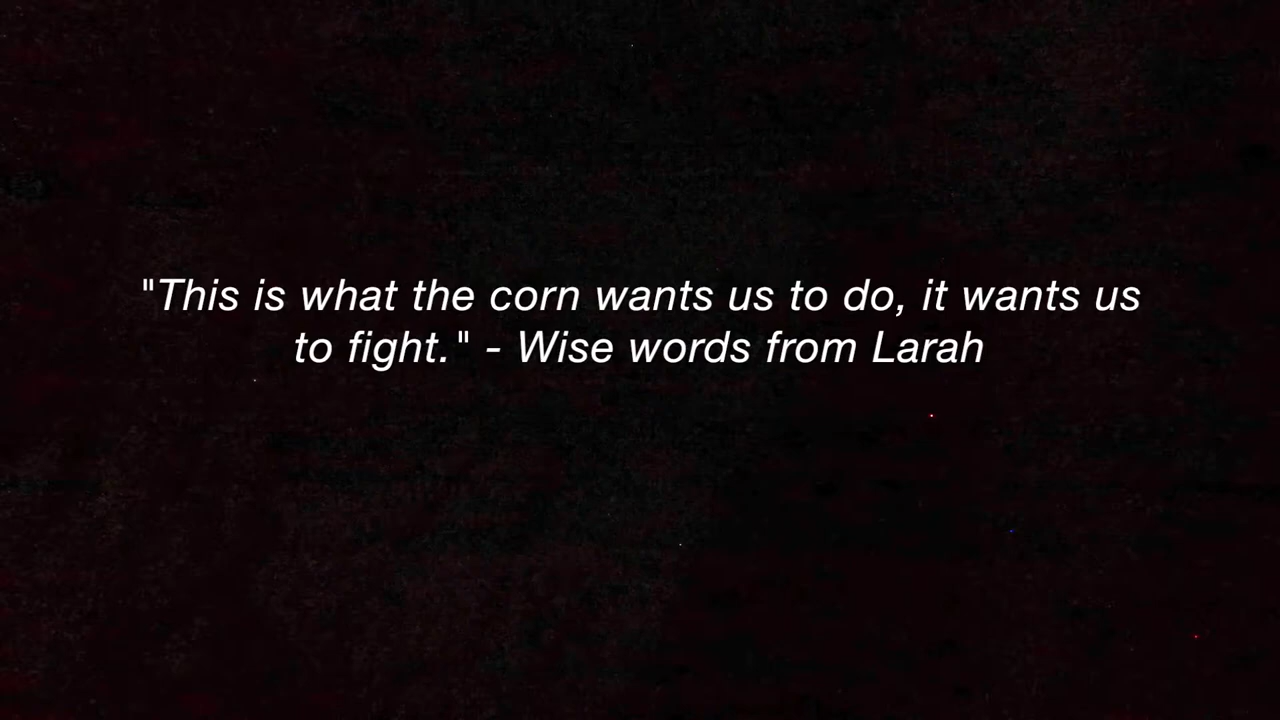 "This is what the corn wants us to do, it wants us
to fight." - Wise words from Larah